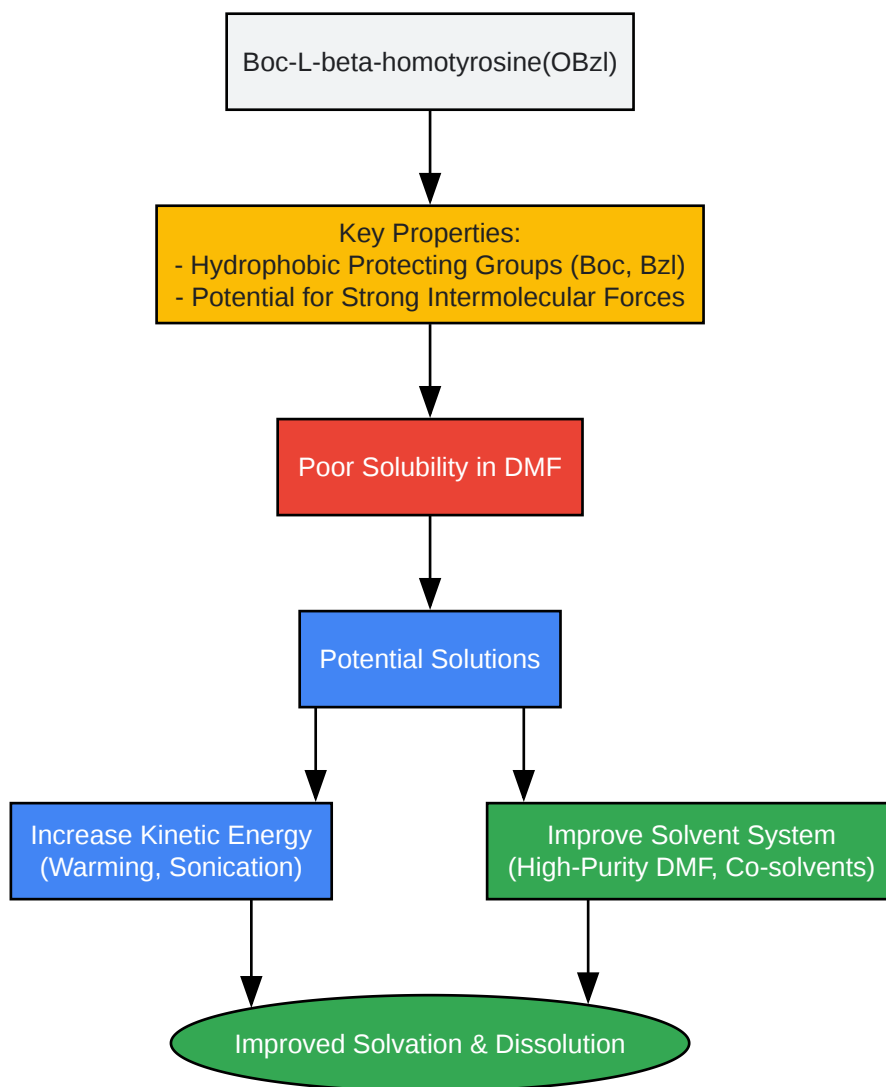 Boc-L-beta-homotyrosine(OBzl)
Key Properties:
- Hydrophobic Protecting Groups (Boc, Bzl)
- Potential for Strong Intermolecular Forces
Poor Solubility in DMF
Potential Solutions
Increase Kinetic Energy
(Warming, Sonication)
Improve Solvent System
(High-Purity DMF, Co-solvents)
Improved Solvation & Dissolution